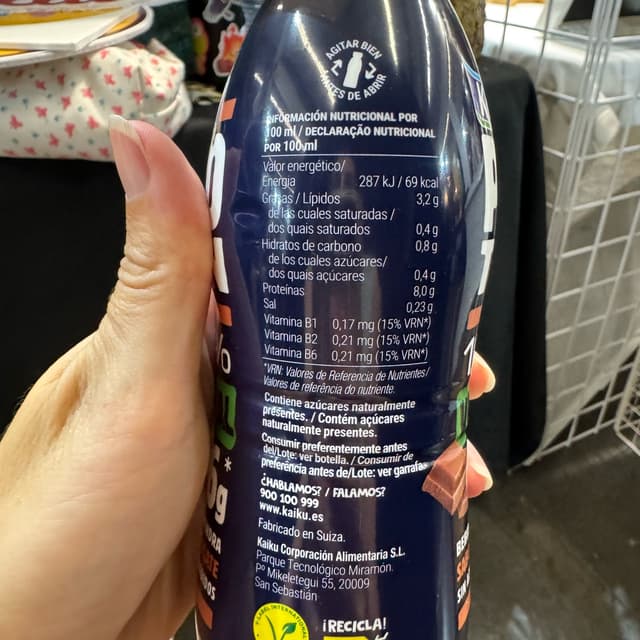 AGITAR BIEN
ANTES DE ABRIR
INFORMACIÓN NUTRICIONAL POR
100 ml / DECLARAÇÃO NUTRICIONAL
POR 100 ml
Valor energético/
Energia 287 kJ / 69 kcal
Grasas / Lípidos 3,2 g
de las cuales saturadas /
dos quais saturados 0,4 g
Hidratos de carbono 0,8 g
de los cuales azúcares/
dos quais açúcares 0,4 g
Proteínas 8,0 g
Sal 0,23 g
Vitamina B1 0,17 mg (15% VRN*)
Vitamina B2 0,21 mg (15% VRN*)
Vitamina B6 0,21 mg (15% VRN*)
*VRN: Valores de Referencia de Nutrientes/
Valores de referência do nutriente.
Contiene azúcares naturalmente
presentes. / Contém açúcares
naturalmente presentes.
Consumir preferentemente antes
del/Lote: ver botella. / Consumir de
preferência antes de/Lote: ver garrafa
¿HABLAMOS? / FALAMOS?
900 100 999
www.kaiku.es
Fabricado en Suiza.
Kaiku Corporación Alimentaria S.L.
Parque Tecnológico Miramón.
pº Mikeletegui 55, 20009
San Sebastián
¡RECICLA!